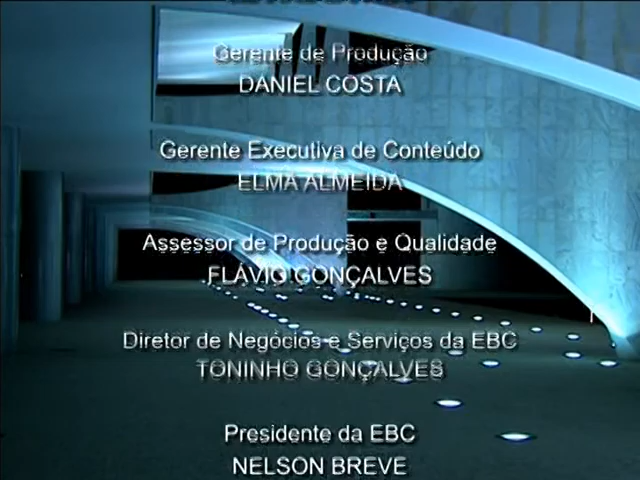 Gerente de Produção
DANIEL COSTA
Gerente Executiva de Conteúdo
ELMA ALMEIDA
Assessor de Produção e Qualidade
FLÁVIO GONÇALVES
Diretor de Negócios e Serviços da EBC
TONINHO GONÇALVES
Presidente da EBC
NELSON BREVE